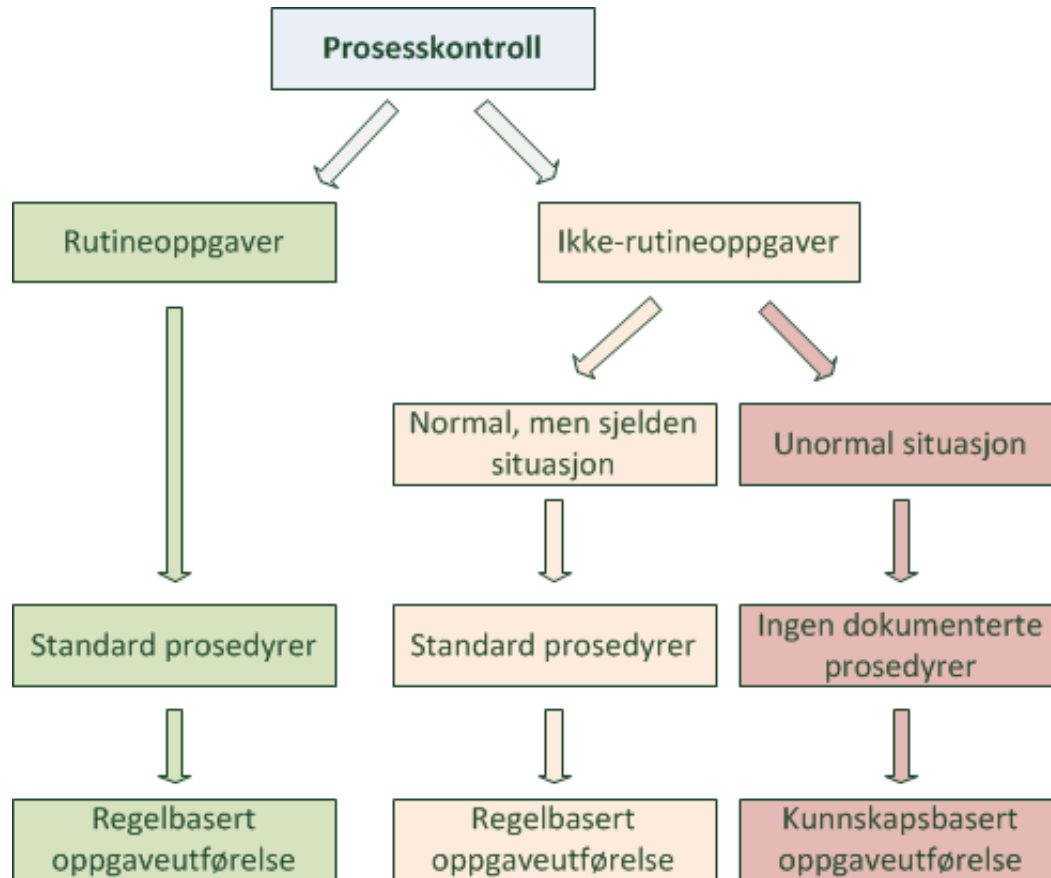 Prosesskontroll
Rutineoppgaver
Ikke-rutineoppgaver
Normal, men sjelden
situasjon
Unormal situasjon
Standard prosedyrer
Standard prosedyrer
Ingen dokumenterte
prosedyrer
Regelbasert
oppgaveutførelse
Regelbasert
oppgaveutførelse
Kunnskapsbasert
oppgaveutførelse